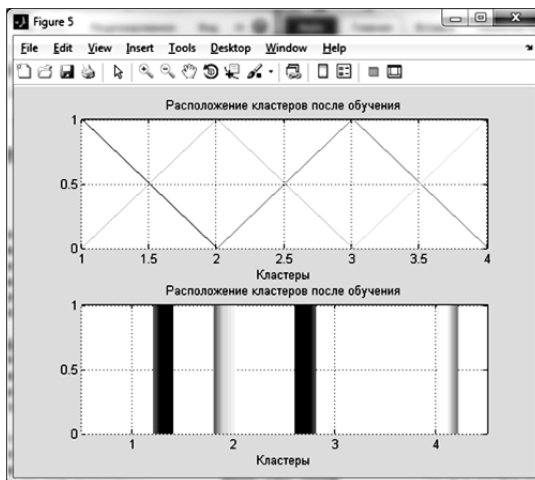 Figure 5
File Edit View Insert Tools Desktop Window Help
Расположение кластеров после обучения
1
0.5
0
1 1.5 2 2.5 3 3.5 4
Кластеры
Расположение кластеров после обучения
1
0.5
0
1 2 3 4
Кластеры